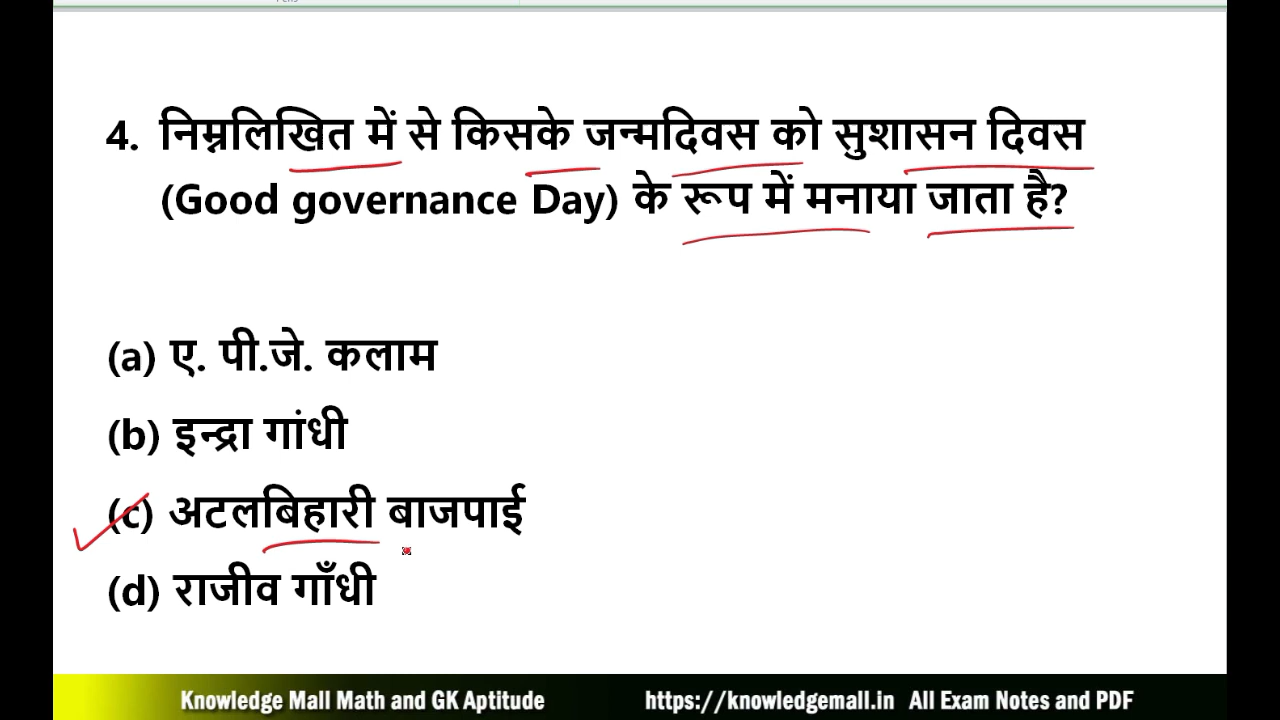 4. निम्नलिखित में से किसके जन्मदिवस को सुशासन दिवस
(Good governance Day) के रूप में मनाया जाता है?
(a) ए. पी.जे. कलाम
(b) इन्द्रा गांधी
(c) अटलबिहारी बाजपाई
(d) राजीव गाँधी
Knowledge Mall Math and GK Aptitude https://knowledgemall.in All Exam Notes and PDF